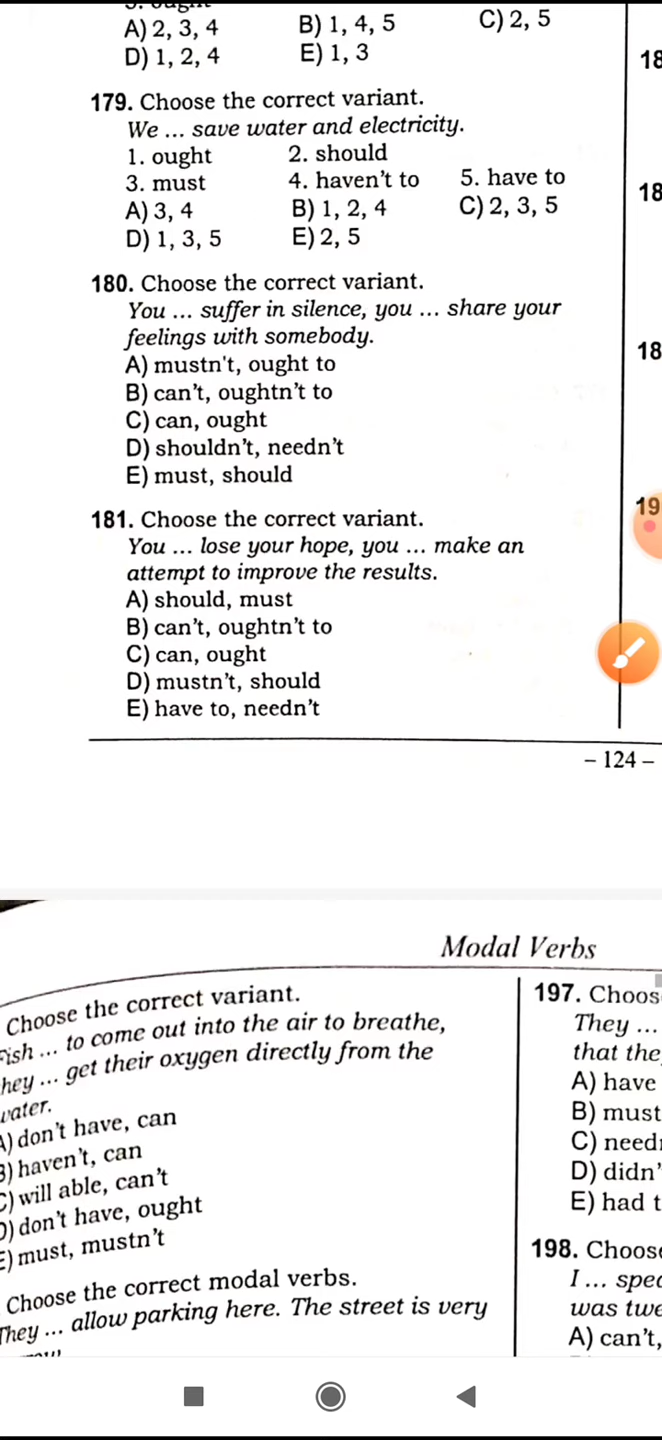 A) 2, 3, 4 B) 1, 4, 5 C) 2, 5
D) 1, 2, 4 E) 1, 3
18
179. Choose the correct variant.
We ... save water and electricity.
1. ought 2. should
3. must 4. haven't to 5. have to
A) 3, 4 B) 1, 2, 4 C) 2, 3, 5
D) 1, 3, 5 E) 2, 5
18
180. Choose the correct variant.
You ... suffer in silence, you ... share your
feelings with somebody.
A) mustn't, ought to
B) can't, oughtn't to
C) can, ought
D) shouldn't, needn't
E) must, should
18
181. Choose the correct variant.
You ... lose your hope, you ... make an
attempt to improve the results.
A) should, must
B) can't, oughtn't to
C) can, ought
D) mustn't, should
E) have to, needn't
19
– 124 –
Modal Verbs
Choose the correct variant.
ish ... to come out into the air to breathe,
hey ... get their oxygen directly from the
water.
A) don't have, can
B) haven't, can
C) will able, can't
D) don't have, ought
E) must, mustn't
Choose the correct modal verbs.
They ... allow parking here. The street is very
197. Choos
They ...
that the
A) have
B) must
C) need
D) didn'
E) had t
198. Choos
I ... spe
was twe
A) can't,